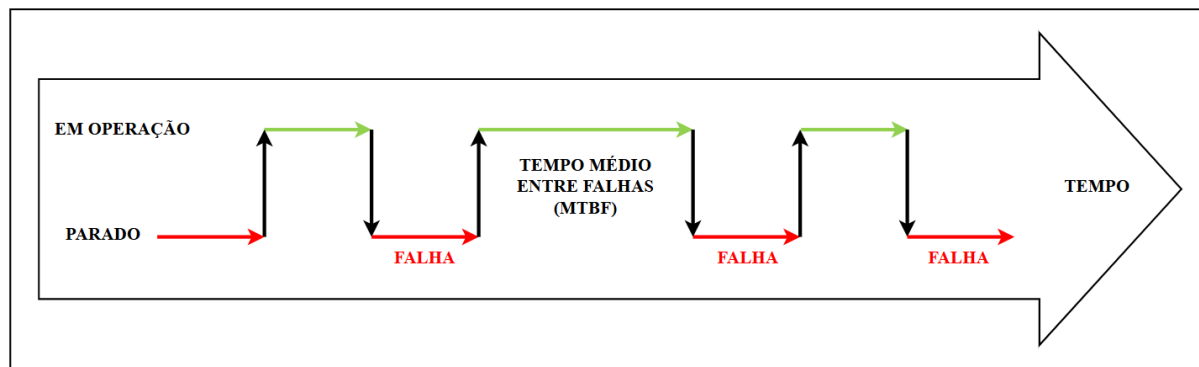 EM OPERAÇÃO
TEMPO MÉDIO
ENTRE FALHAS
(MTBF)
TEMPO
PARADO
FALHA
FALHA
FALHA